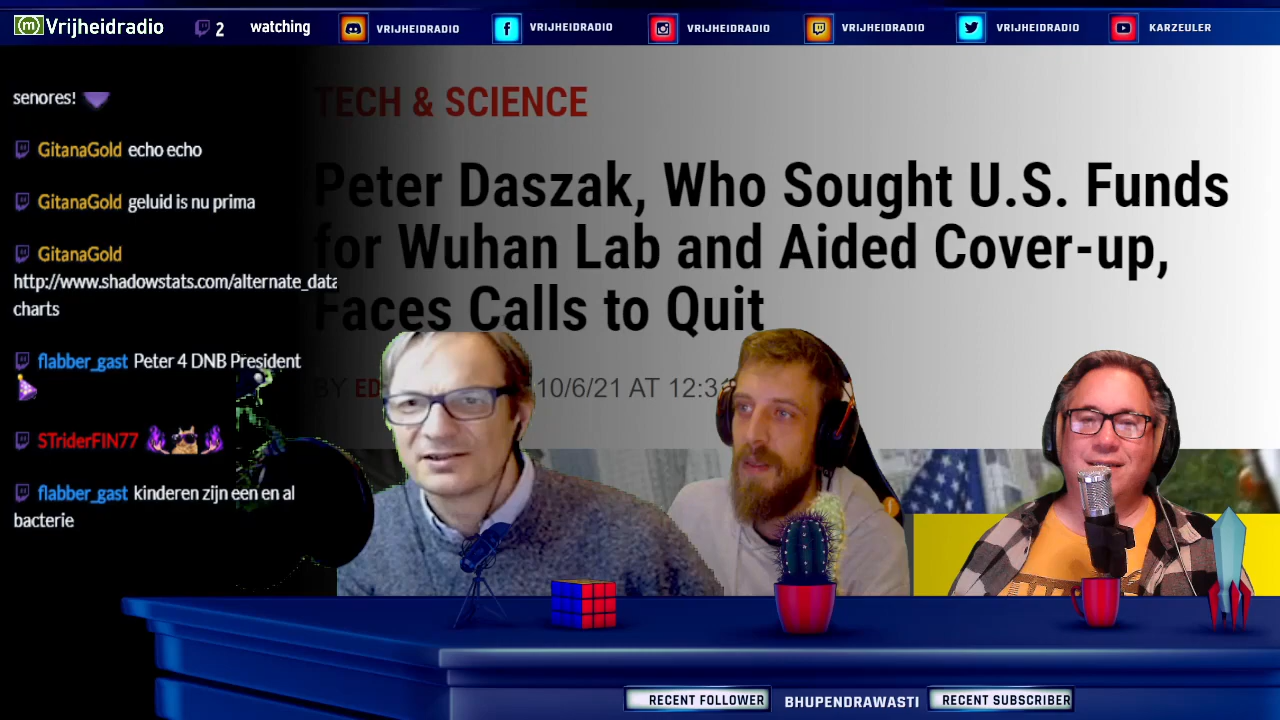 Vrijheidradio 2 watching VRIJHEIDRADIO VRIJHEIDRADIO VRIJHEIDRADIO VRIJHEIDRADIO VRIJHEIDRADIO KARZEULER
senores!
GitanaGold echo echo
GitanaGold geluid is nu prima
GitanaGold
http://www.shadowstats.com/alternate_data
charts
flabber_gast Peter 4 DNB President
STriderFIN77
flabber_gast kinderen zijn een en al
bacterie
TECH & SCIENCE
Peter Daszak, Who Sought U.S. Funds
for Wuhan Lab and Aided Cover-up,
Faces Calls to Quit
BY ED 10/6/21 AT 12:3
RECENT FOLLOWER BHUPENDRAWASTI RECENT SUBSCRIBER